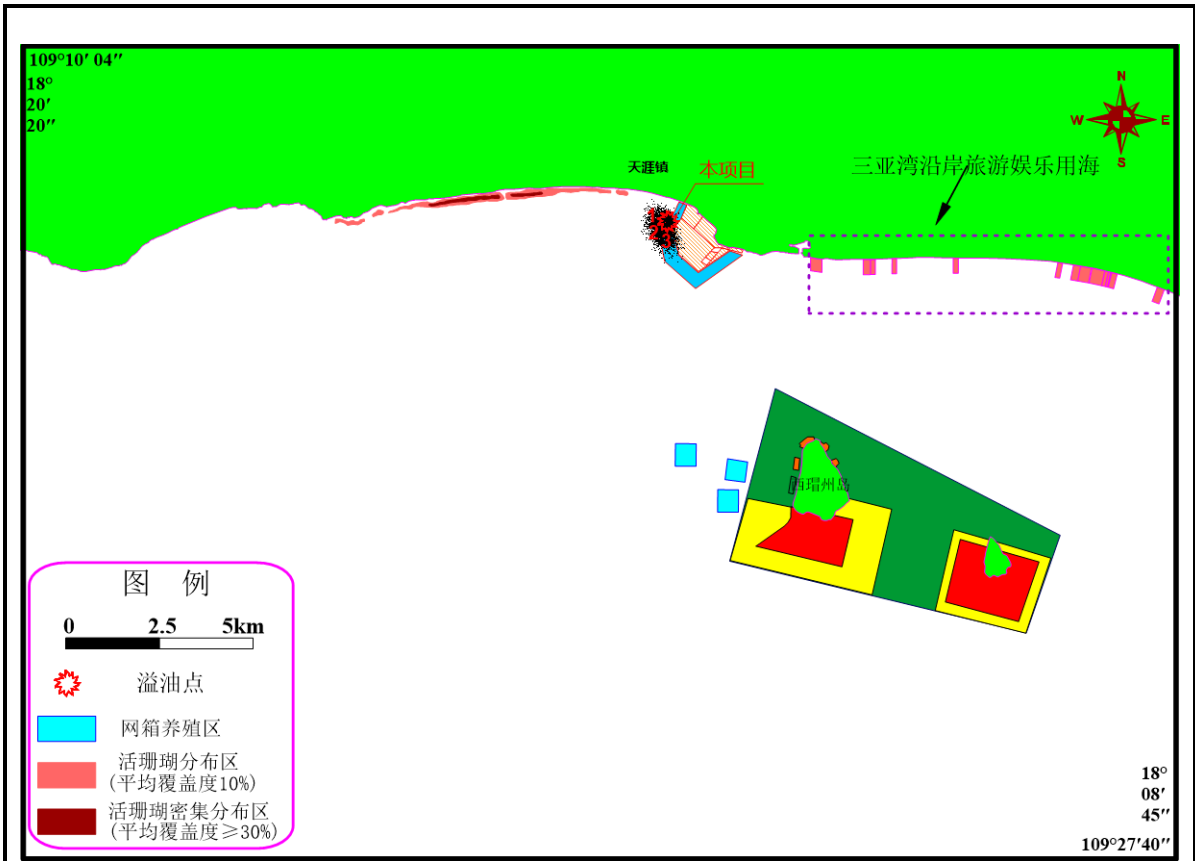 109°10′ 04″
18°
20′
20″
N
W
E
S
天涯镇
本项目
三亚湾沿岸旅游娱乐用海
西瑁州岛
图 例
0 2.5 5km
溢油点
网箱养殖区
活珊瑚分布区
(平均覆盖度10%)
活珊瑚密集分布区
(平均覆盖度≥30%)
18°
08′
45″
109°27′40″